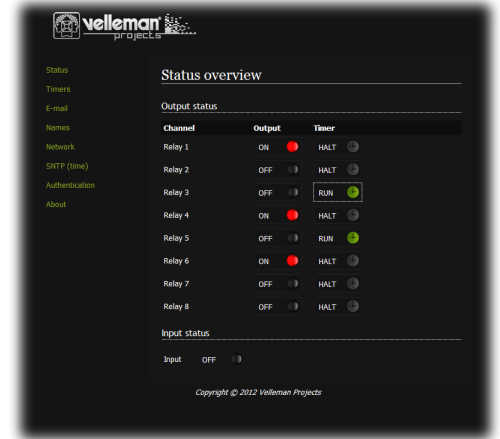 velleman
projects
Status
Timers
E-mail
Names
Network
SNTP (time)
Authentication
About
Status overview
Output status
Channel Output Timer
Relay 1 ON HALT
Relay 2 OFF HALT
Relay 3 OFF RUN
Relay 4 ON HALT
Relay 5 OFF RUN
Relay 6 ON HALT
Relay 7 OFF HALT
Relay 8 OFF HALT
Input status
Input OFF
Copyright © 2012 Velleman Projects